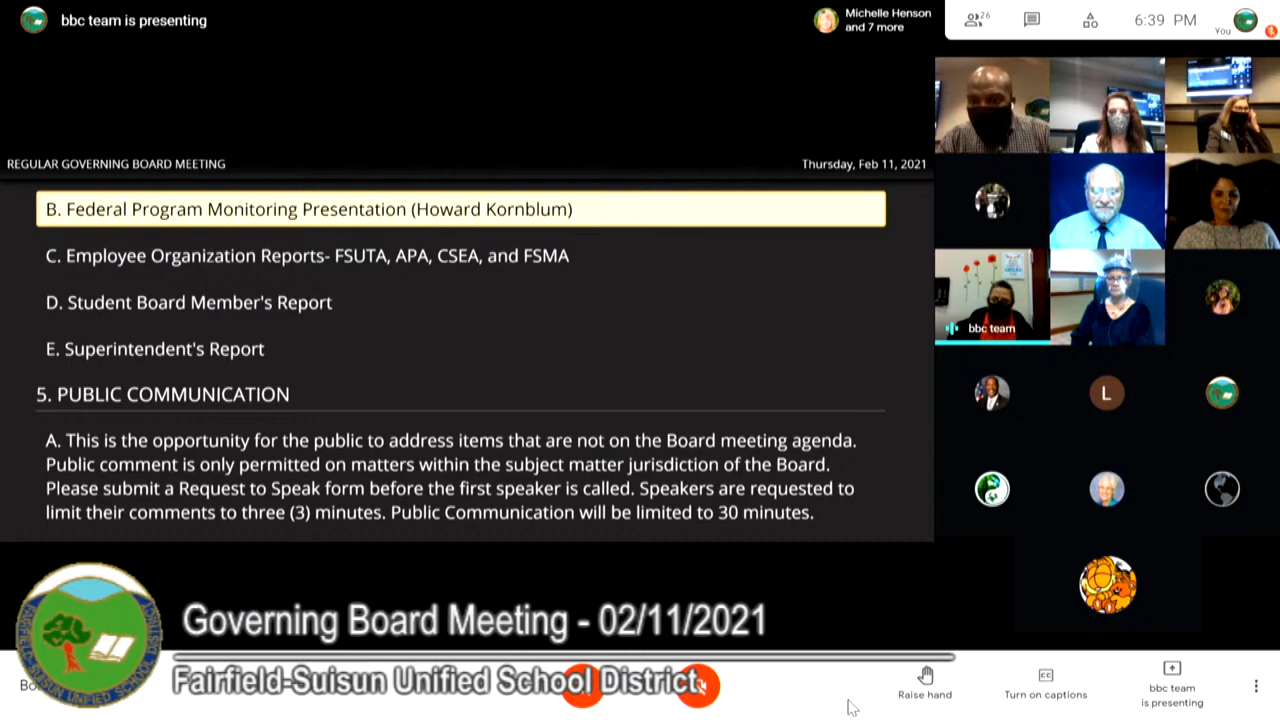 bbc team is presenting
Michelle Henson
and 7 more
26
6:39 PM
You
REGULAR GOVERNING BOARD MEETING
Thursday, Feb 11, 2021
B. Federal Program Monitoring Presentation (Howard Kornblum)
C. Employee Organization Reports- FSUTA, APA, CSEA, and FSMA
D. Student Board Member's Report
E. Superintendent's Report
bbc team
5. PUBLIC COMMUNICATION
L
A. This is the opportunity for the public to address items that are not on the Board meeting agenda.
Public comment is only permitted on matters within the subject matter jurisdiction of the Board.
Please submit a Request to Speak form before the first speaker is called. Speakers are requested to
limit their comments to three (3) minutes. Public Communication will be limited to 30 minutes.
Governing Board Meeting - 02/11/2021
Fairfield-Suisun Unified School District
Raise hand
CC
Turn on captions
bbc team
is presenting